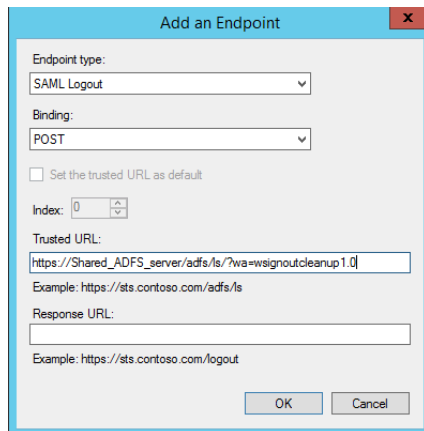 Add an Endpoint
x
Endpoint type:
SAML Logout
Binding:
POST
Set the trusted URL as default
Index: 0
Trusted URL:
https://Shared_ADFS_server/adfs/ls/?wa=wsignoutcleanup1.0
Example: https://sts.contoso.com/adfs/ls
Response URL:
Example: https://sts.contoso.com/logout
OK Cancel